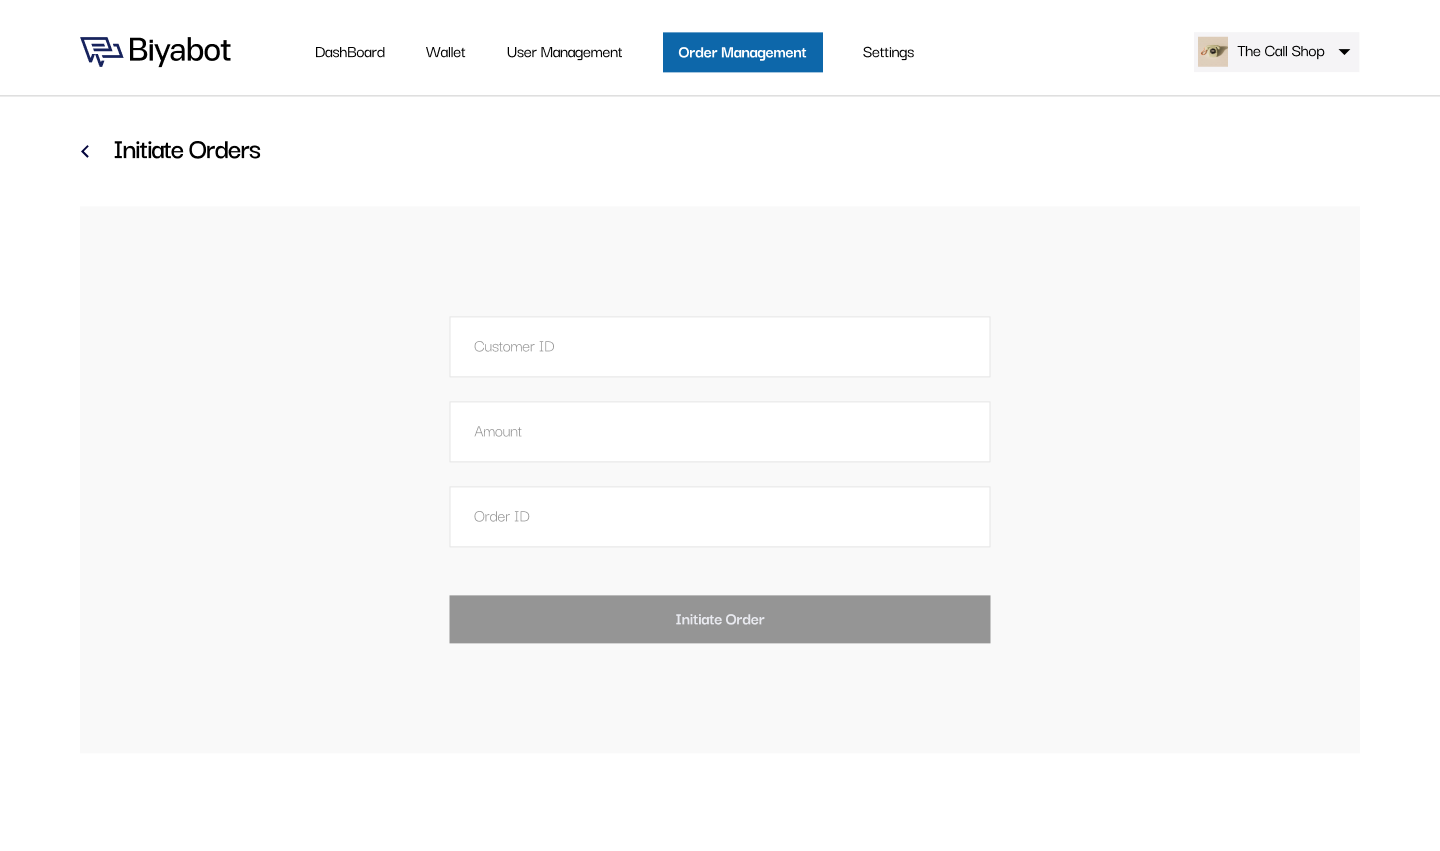 Biyabot
DashBoard
Wallet
User Management
Order Management
Settings
The Call Shop
Initiate Orders
Customer ID
Amount
Order ID
Initiate Order